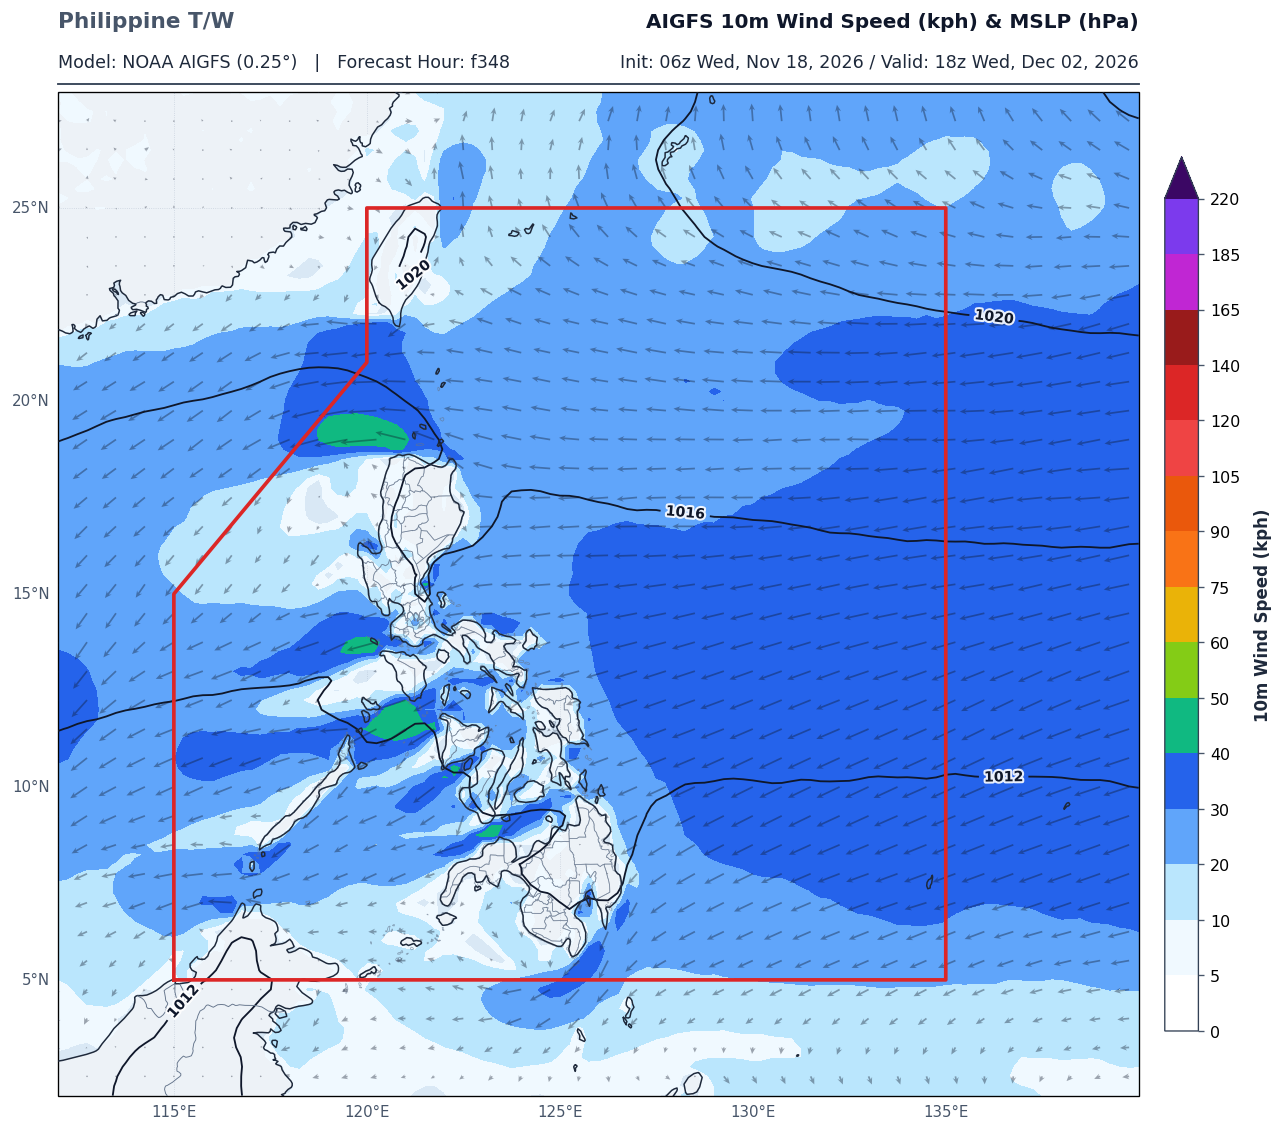 Philippine T/W
AIGFS 10m Wind Speed (kph) & MSLP (hPa)
Model: NOAA AIGFS (0.25°)   |   Forecast Hour: f348
Init: 06z Wed, Nov 18, 2026 / Valid: 18z Wed, Dec 02, 2026
25°N
20°N
15°N
10°N
5°N
115°E
120°E
125°E
130°E
135°E
1020
1020
1016
1012
1012
220
185
165
140
120
105
90
75
60
50
40
30
20
10
5
0
10m Wind Speed (kph)